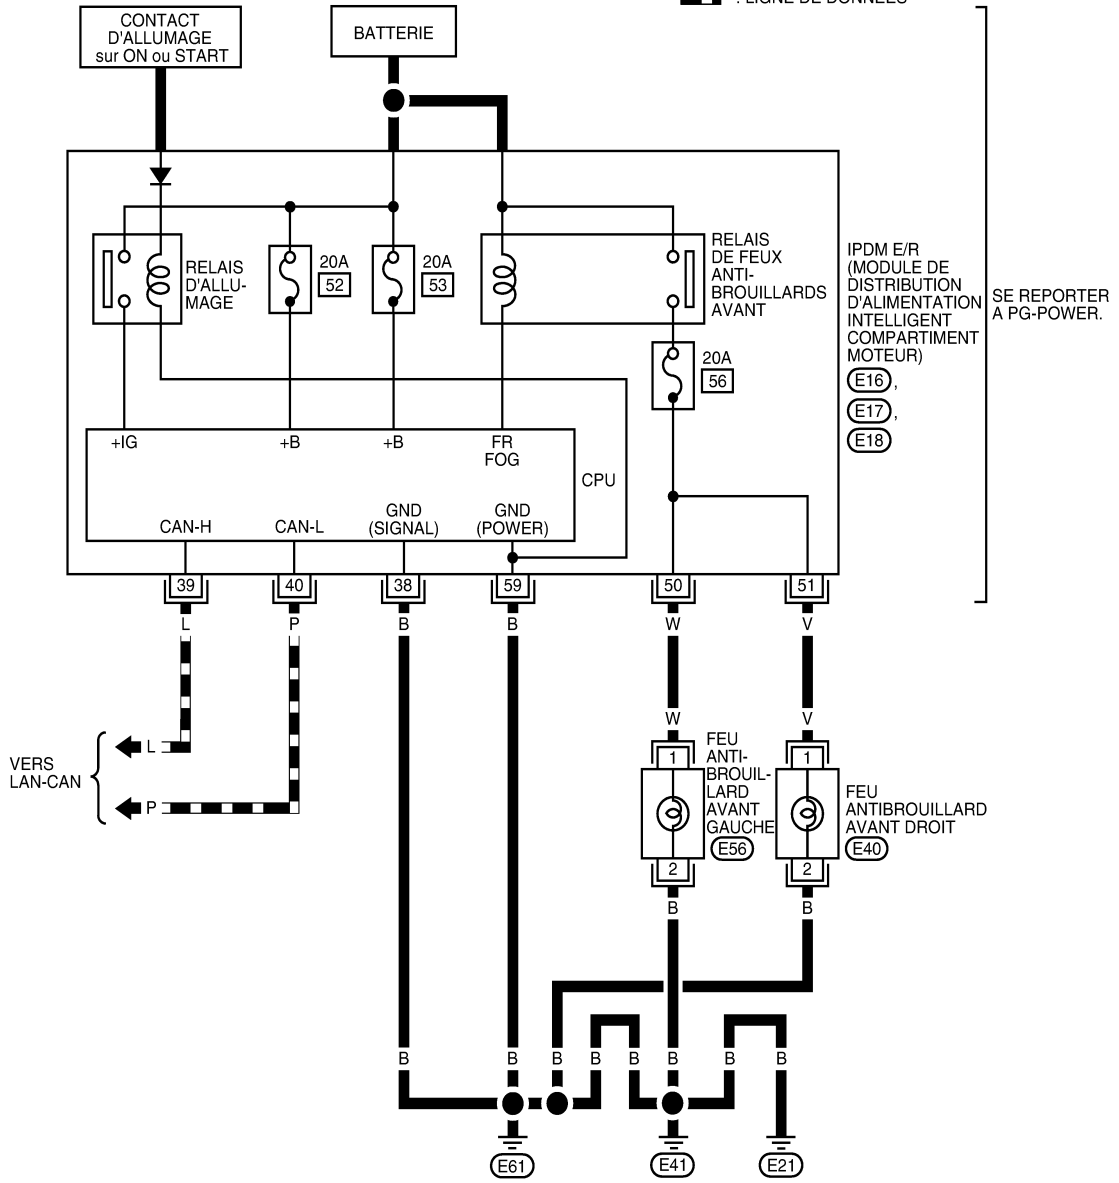 : LIGNE DE DONNÉES
CONTACT
D'ALLUMAGE
sur ON ou START
BATTERIE
RELAIS
D'ALLU-
MAGE
20A
52
20A
53
RELAIS
DE FEUX
ANTI-
BROUILLARDS
AVANT
20A
56
IPDM E/R
(MODULE DE
DISTRIBUTION
D'ALIMENTATION
INTELLIGENT
COMPARTIMENT
MOTEUR)
E16 ,
E17 ,
E18
SE REPORTER
A PG-POWER.
+IG
+B
+B
FR
FOG
CPU
CAN-H
CAN-L
GND
(SIGNAL)
GND
(POWER)
39
40
38
59
50
51
L
P
B
B
W
V
W
V
VERS
LAN-CAN
L
P
1
FEU
ANTI-
BROUIL-
LARD
AVANT
GAUCHE
E56
2
1
FEU
ANTIBROUILLARD
AVANT DROIT
E40
2
B
B
B
B
B
B
B
B
B
B
E61
E41
E21